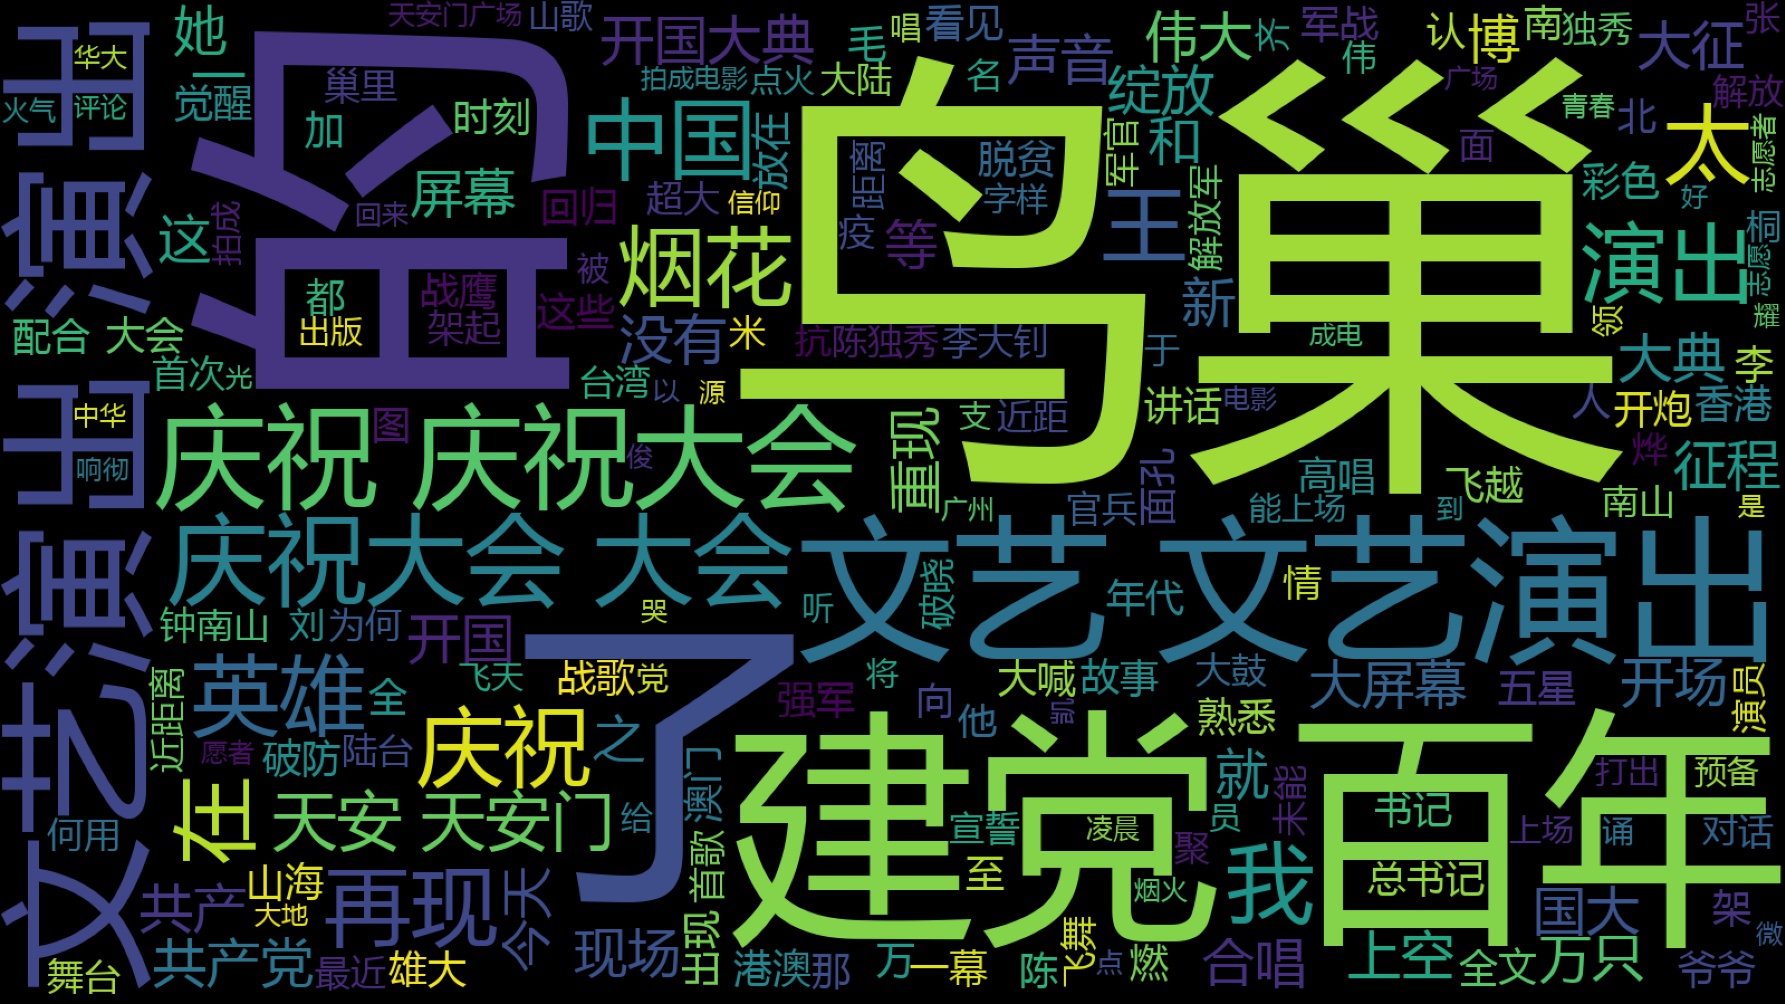 天安门广场 山歌 开国大典 毛 唱 看见 声音 伟大 齐 军战 伟 认 博 南 独秀 大征 张
华大 她 火气 评论 觉醒 一 巢里 加 时刻 拍成电影 点火 大陆 名 绽放 广场 青春 北 解放
出 演 会 中国 放在 鸟巢 军官 和 面 太 志愿者
屏幕 回来 回归 超大 信仰 距离 脱贫 字样 疫 等 王 解放军 彩色 好 桐
这 拍成 都 战鹰 架起 出版 被 这些 烟花 新 演出 志愿 耀
配合 大会 首次 光 没有 米 抗 陈独秀 李大钊 于 成电 领 大典 李
台湾 以 源 重现 支 近距 讲话 电影 人 开炮 香港
中华 响彻 庆祝 图 庆祝大会 俊 广州 官兵 面孔 高唱 飞越 烨 征程 南山 能上场 到 是
庆祝大会 大会 文艺 文艺演出 破晓 年代 情
钟南山 刘 为何 开国 哭 了 听
文艺演出 近距离 英雄 全 飞天 战歌 党 强军 将 向 他 大喊 故事 大鼓 凯 熟悉 大屏幕 五星 开场 演员
愿者 破防 陆台 庆祝 之 澳门 建党 就 未能 百年 打出 预备
何用 在 天安 天安门 给 宣誓 凌晨 员 书记 上场 诵 对话
共产 山海 大地 再现 今天 首歌 至 烟火 聚 我 总书记 国大 架
舞台 共产党 最近 雄大 现场 出现 港澳 那 万 一幕 陈 飞舞 点 燃 合唱 上空 全文 万只 爷爷 微